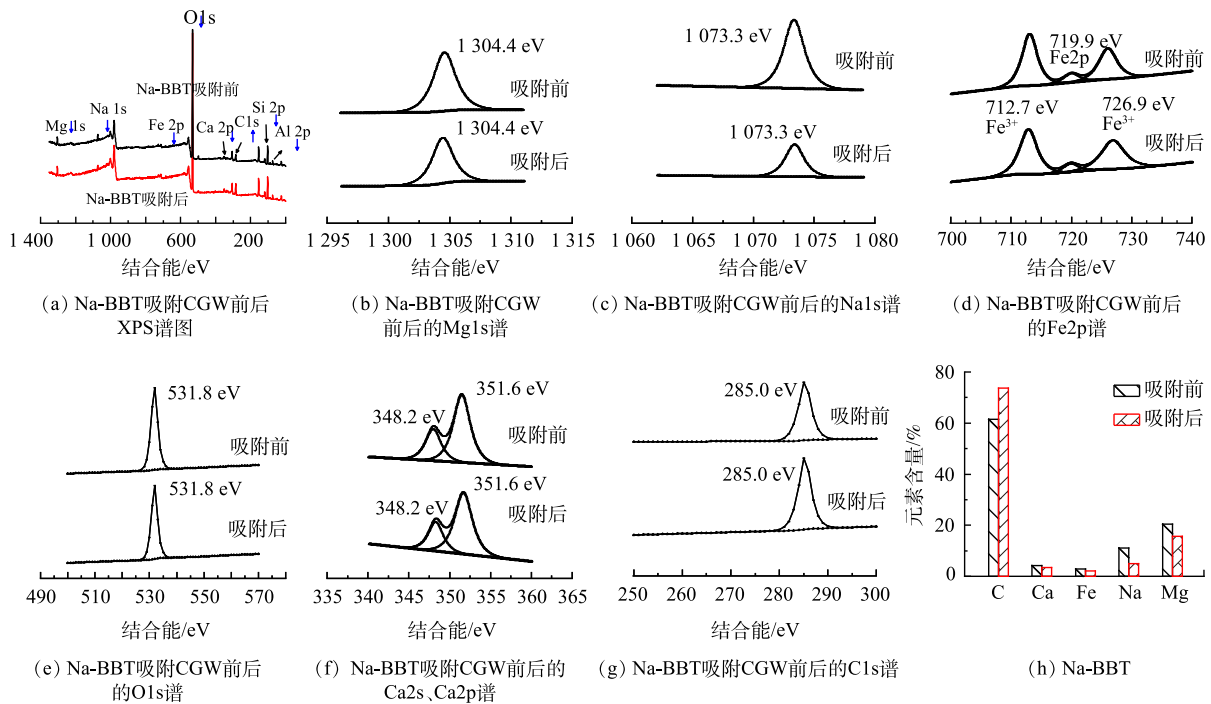 O1s
Na-BBT吸附前
Mg 1s
Na 1s
Fe 2p
Ca 2p
C1s
Si 2p
Al 2p
Na-BBT吸附后
1 400
1 000
600
200
结合能/eV
(a) Na-BBT吸附CGW前后
XPS谱图
1 304.4 eV
吸附前
1 304.4 eV
吸附后
1 295
1 300
1 305
1 310
1 315
结合能/eV
(b) Na-BBT吸附CGW
前后的Mg1s谱
1 073.3 eV
吸附前
1 073.3 eV
吸附后
1 060
1 065
1 070
1 075
1 080
结合能/eV
(c) Na-BBT吸附CGW前后的Na1s谱
719.9 eV
Fe2p
吸附前
712.7 eV
Fe³⁺
726.9 eV
Fe³⁺
吸附后
700
710
720
730
740
结合能/eV
(d) Na-BBT吸附CGW前后
的Fe2p谱
531.8 eV
吸附前
531.8 eV
吸附后
490
510
530
550
570
结合能/eV
(e) Na-BBT吸附CGW前后
的O1s谱
351.6 eV
348.2 eV
吸附前
351.6 eV
348.2 eV
吸附后
335
340
345
350
355
360
365
结合能/eV
(f) Na-BBT吸附CGW前后的
Ca2s、Ca2p谱
285.0 eV
吸附前
285.0 eV
吸附后
250
260
270
280
290
300
结合能/eV
(g) Na-BBT吸附CGW前后的C1s谱
80
60
40
20
0
元素含量/%
吸附前
吸附后
C
Ca
Fe
Na
Mg
(h) Na-BBT